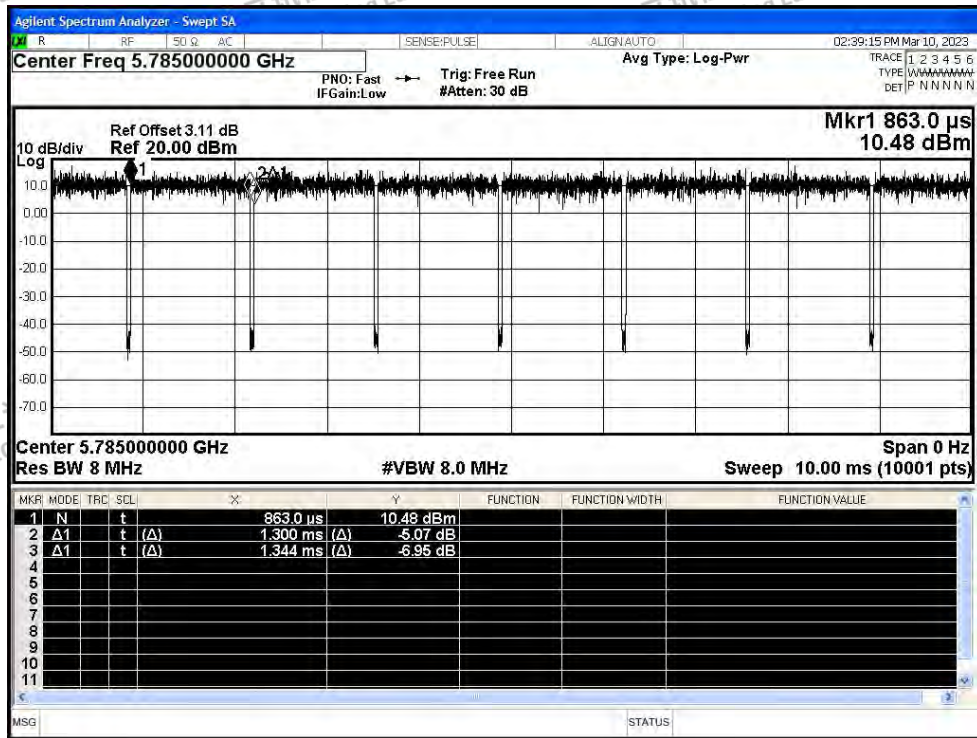 Agilent Spectrum Analyzer - Swept SA
LXI R RF 50 Ω AC SENSE:PULSE ALIGNAUTO 02:39:15 PM Mar 10, 2023
Center Freq 5.785000000 GHz Avg Type: Log-Pwr TRACE 1 2 3 4 5 6
PNO: Fast Trig: Free Run TYPE WWWWWW
IFGain:Low #Atten: 30 dB DET P N N N N N
Mkr1 863.0 µs
10.48 dBm
Ref Offset 3.11 dB
10 dB/div Ref 20.00 dBm
Log
1 2Δ1
10.0
0.00
-10.0
-20.0
-30.0
-40.0
-50.0
-60.0
-70.0
Center 5.785000000 GHz Span 0 Hz
Res BW 8 MHz #VBW 8.0 MHz Sweep 10.00 ms (10001 pts)
MKR MODE TRC SCL X Y FUNCTION FUNCTION WIDTH FUNCTION VALUE
1 N t 863.0 µs 10.48 dBm
2 Δ1 t (Δ) 1.300 ms (Δ) -5.07 dB
3 Δ1 t (Δ) 1.344 ms (Δ) -6.95 dB
4
5
6
7
8
9
10
11
MSG STATUS